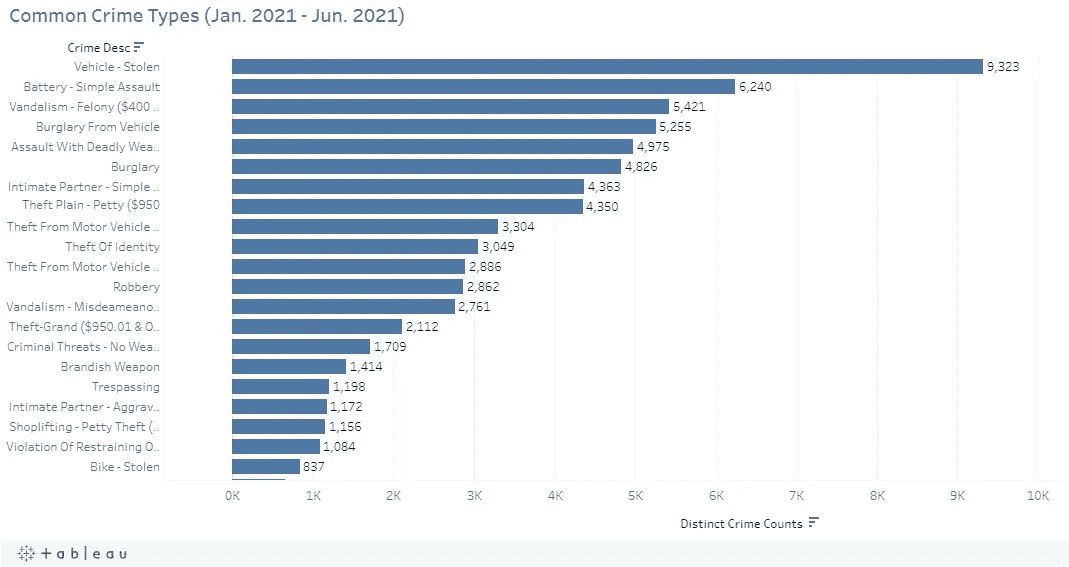 Common Crime Types (Jan. 2021 - Jun. 2021)
Crime Desc
Vehicle - Stolen 9,323
Battery - Simple Assault 6,240
Vandalism - Felony ($400 .. 5,421
Burglary From Vehicle 5,255
Assault With Deadly Wea.. 4,975
Burglary 4,826
Intimate Partner - Simple .. 4,363
Theft Plain - Petty ($950 4,350
Theft From Motor Vehicle .. 3,304
Theft Of Identity 3,049
Theft From Motor Vehicle .. 2,886
Robbery 2,862
Vandalism - Misdeameano.. 2,761
Theft-Grand ($950.01 & O.. 2,112
Criminal Threats - No Wea.. 1,709
Brandish Weapon 1,414
Trespassing 1,198
Intimate Partner - Aggrav.. 1,172
Shoplifting - Petty Theft (.. 1,156
Violation Of Restraining O.. 1,084
Bike - Stolen 837
0K 1K 2K 3K 4K 5K 6K 7K 8K 9K 10K
Distinct Crime Counts
+ableau